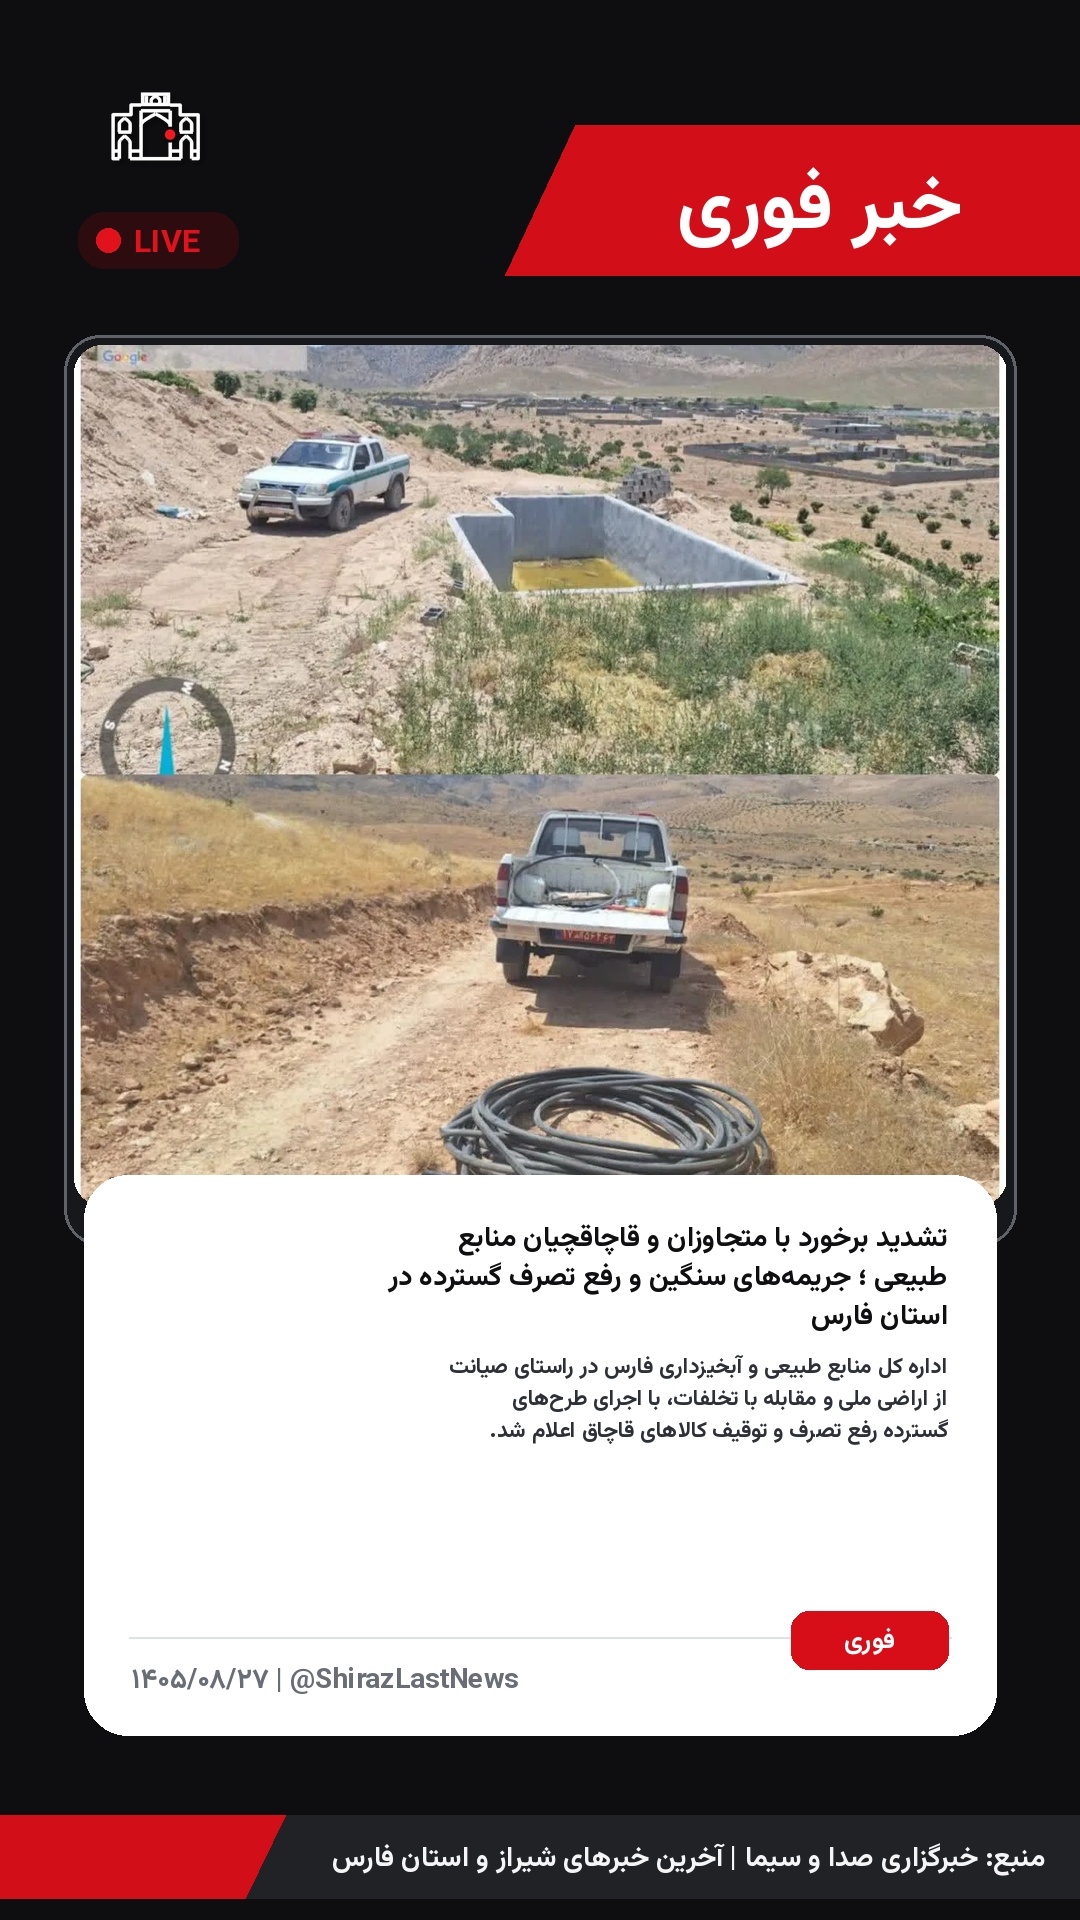 LIVE
خبر فوری
Google
W
S
N
تشدید برخورد با متجاوزان و قاچاقچیان منابع
طبیعی ؛ جریمه‌های سنگین و رفع تصرف گسترده در
استان فارس
اداره کل منابع طبیعی و آبخیزداری فارس در راستای صیانت
از اراضی ملی و مقابله با تخلفات، با اجرای طرح‌های
گسترده رفع تصرف و توقیف کالاهای قاچاق اعلام شد.
فوری
۱۴۰۵/۰۸/۲۷ | @ShirazLastNews
منبع: خبرگزاری صدا و سیما | آخرین خبرهای شیراز و استان فارس